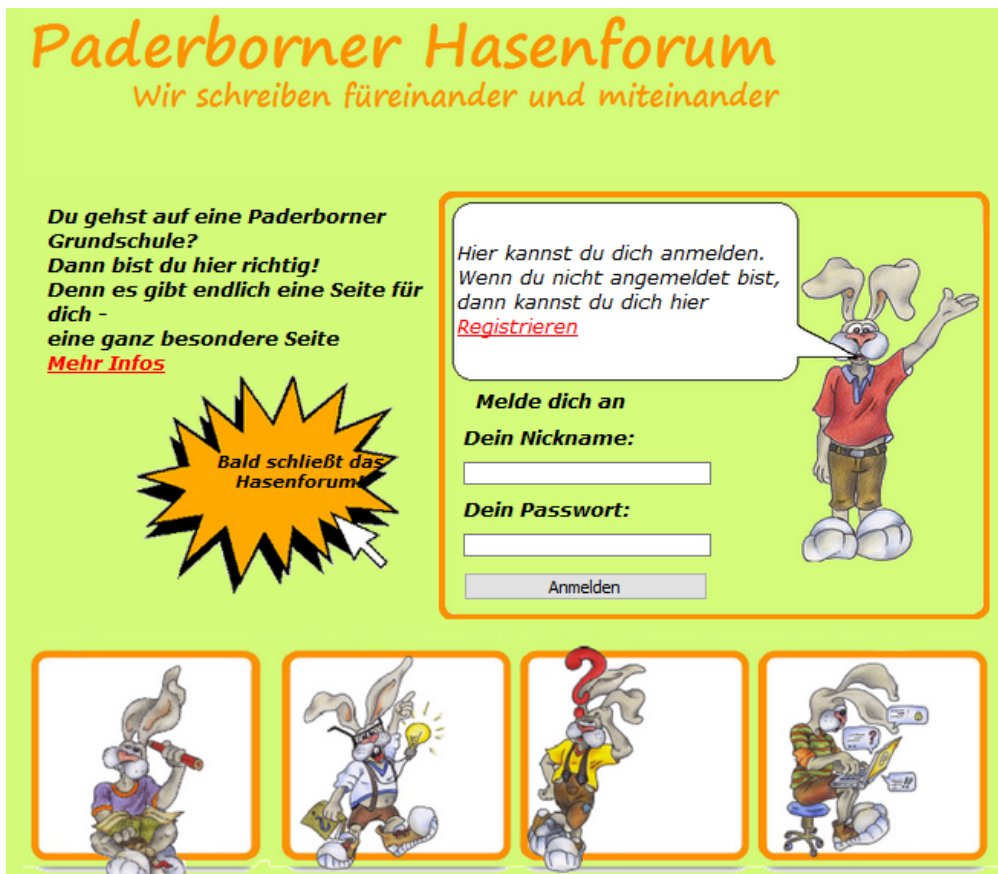 Paderborner Hasenforum
Wir schreiben füreinander und miteinander
Du gehst auf eine Paderborner
Grundschule?
Dann bist du hier richtig!
Denn es gibt endlich eine Seite für
dich -
eine ganz besondere Seite
Mehr Infos
Bald schließt das
Hasenforum!
Hier kannst du dich anmelden.
Wenn du nicht angemeldet bist,
dann kannst du dich hier
Registrieren
Melde dich an
Dein Nickname:
Dein Passwort:
Anmelden
?
?
!!